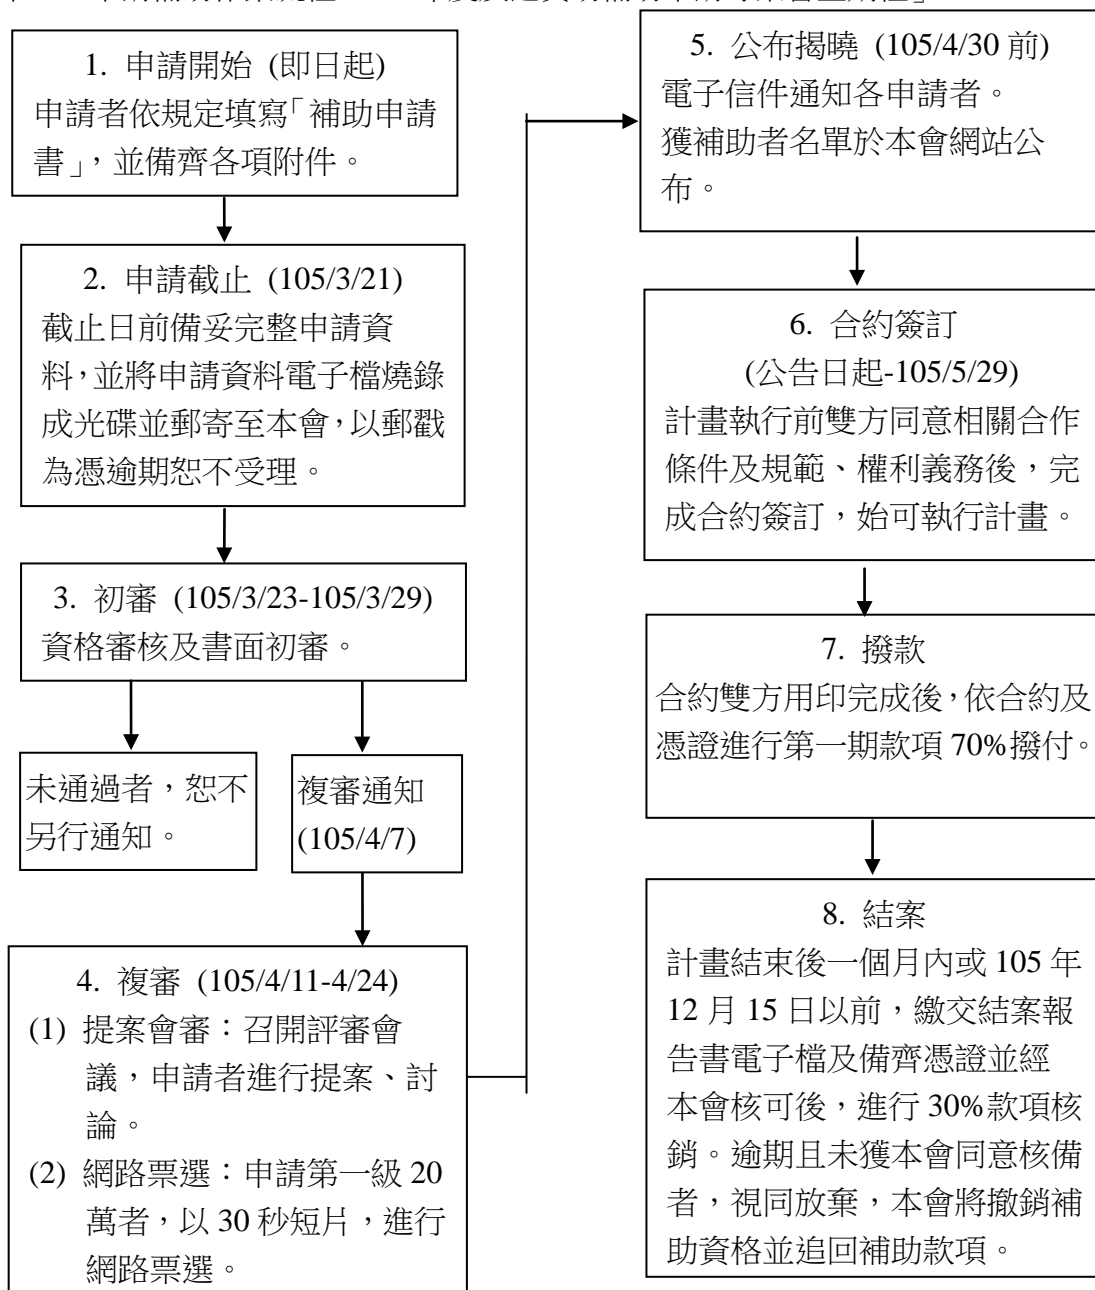 1. 申請開始 (即日起)
申請者依規定填寫「補助申請
書」，並備齊各項附件。
2. 申請截止 (105/3/21)
截止日前備妥完整申請資
料，並將申請資料電子檔燒錄
成光碟並郵寄至本會，以郵戳
為憑逾期恕不受理。
3. 初審 (105/3/23-105/3/29)
資格審核及書面初審。
未通過者，恕不
另行通知。
複審通知
(105/4/7)
4. 複審 (105/4/11-4/24)
(1) 提案會審：召開評審會
議，申請者進行提案、討
論。
(2) 網路票選：申請第一級 20
萬者，以 30 秒短片，進行
網路票選。
5. 公布揭曉 (105/4/30 前)
電子信件通知各申請者。
獲補助者名單於本會網站公
布。
6. 合約簽訂
(公告日起-105/5/29)
計畫執行前雙方同意相關合作
條件及規範、權利義務後，完
成合約簽訂，始可執行計畫。
7. 撥款
合約雙方用印完成後，依合約及
憑證進行第一期款項 70%撥付。
8. 結案
計畫結束後一個月內或 105 年
12 月 15 日以前，繳交結案報
告書電子檔及備齊憑證並經
本會核可後，進行 30%款項核
銷。逾期且未獲本會同意核備
者，視同放棄，本會將撤銷補
助資格並追回補助款項。